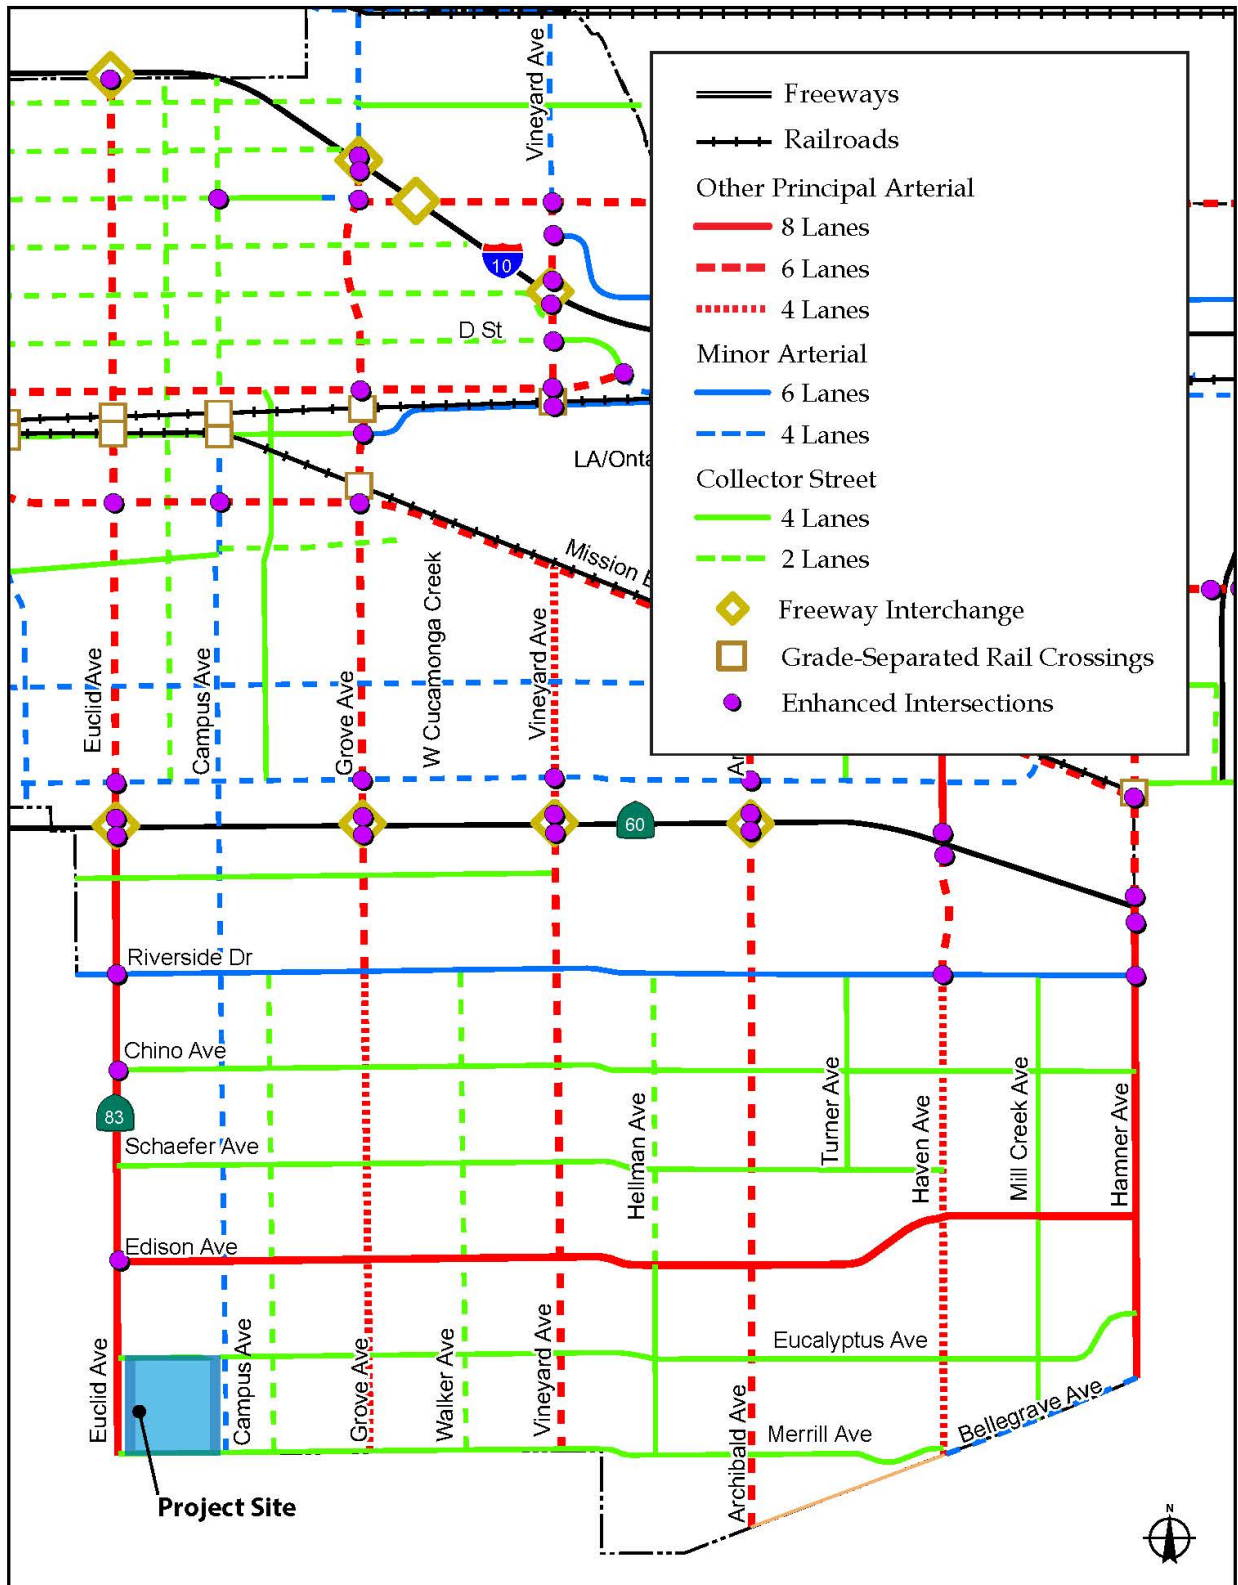 Vineyard Ave
Freeways
Railroads
Other Principal Arterial
8 Lanes
6 Lanes
4 Lanes
Minor Arterial
6 Lanes
4 Lanes
Collector Street
4 Lanes
2 Lanes
Freeway Interchange
Grade-Separated Rail Crossings
Enhanced Intersections
10
D St
LA/Onta
Mission B
Euclid Ave
Campus Ave
Grove Ave
W Cucamonga Creek
Vineyard Ave
Ar
60
Riverside Dr
Chino Ave
83
Schaefer Ave
Hellman Ave
Turner Ave
Haven Ave
Mill Creek Ave
Hamner Ave
Edison Ave
Eucalyptus Ave
Euclid Ave
Campus Ave
Grove Ave
Walker Ave
Vineyard Ave
Archibald Ave
Merrill Ave
Bellegrave Ave
Project Site
N